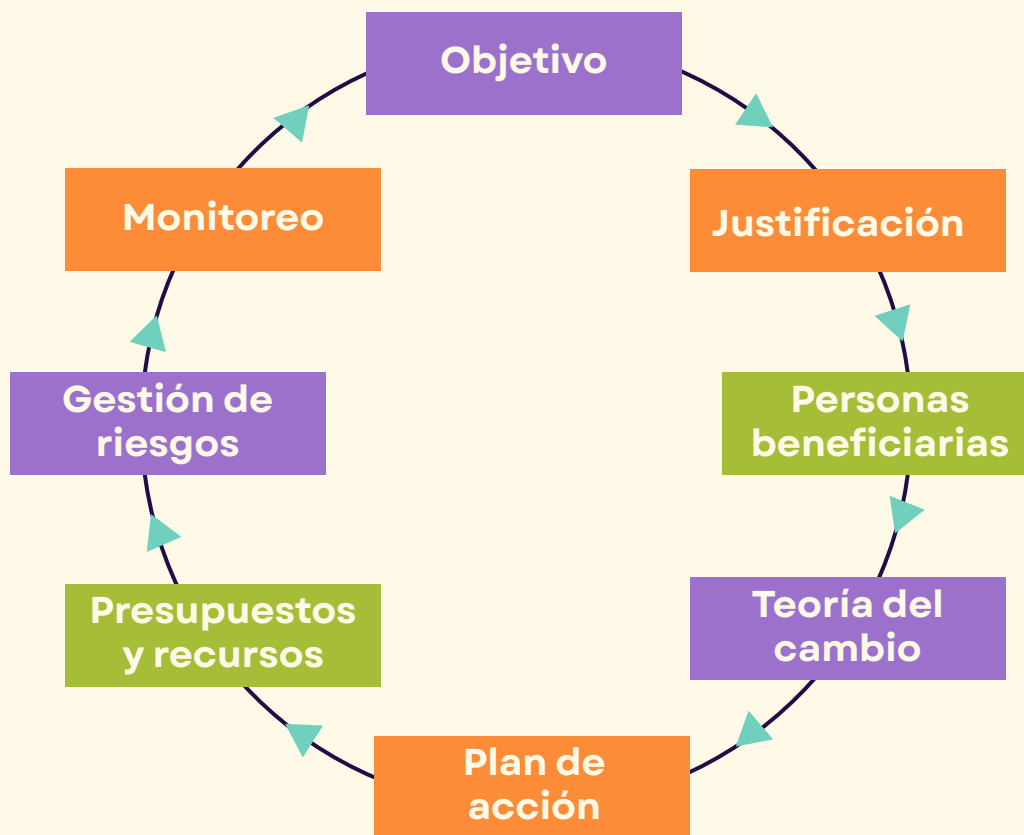 Objetivo
Justificación
Personas
beneficiarias
Teoría del
cambio
Plan de
acción
Presupuestos
y recursos
Gestión de
riesgos
Monitoreo